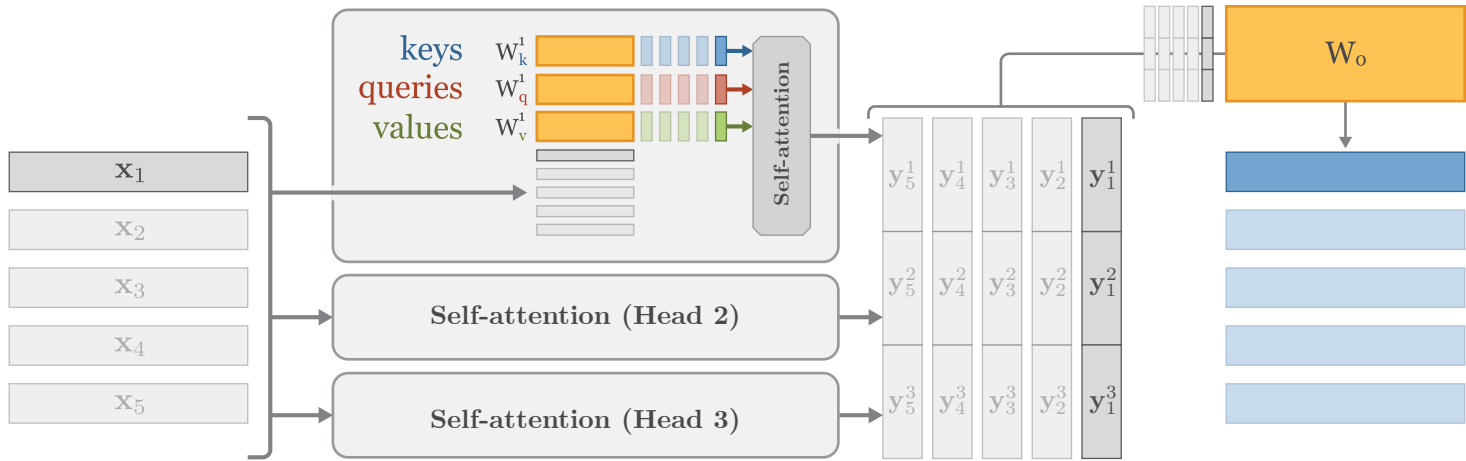 keys W¹ₖ
queries W¹q
values W¹ᵥ
Self-attention
x₁
x₂
x₃
x₄
x₅
Self-attention (Head 2)
Self-attention (Head 3)
y¹₅ y¹₄ y¹₃ y¹₂ y¹₁
y²₅ y²₄ y²₃ y²₂ y²₁
y³₅ y³₄ y³₃ y³₂ y³₁
Wₒ